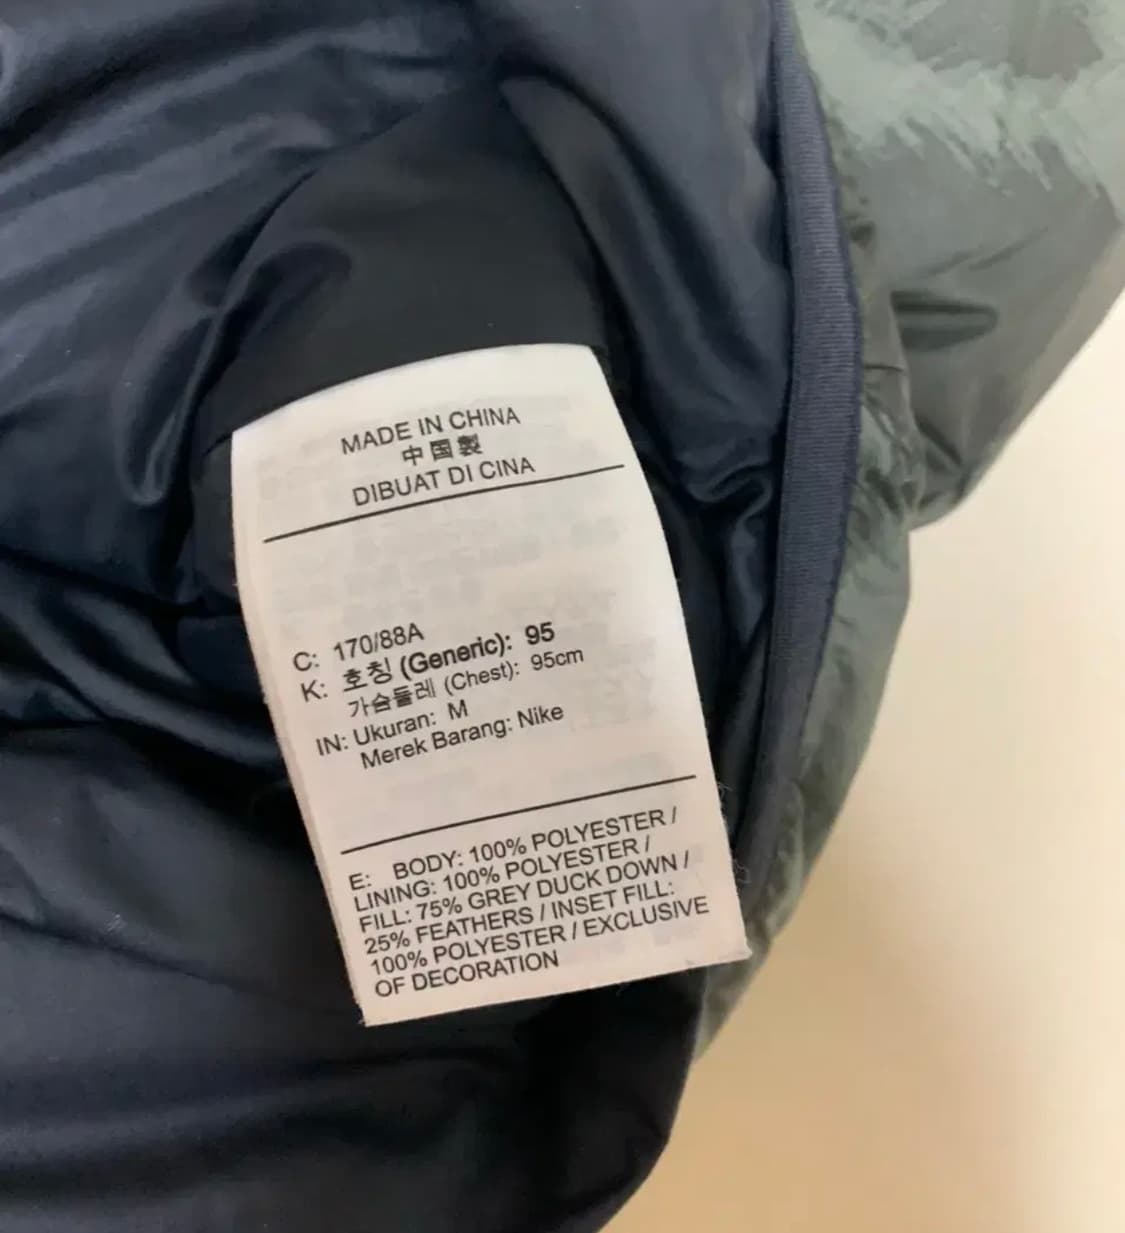 MADE IN CHINA
中国製
DIBUAT DI CINA
C: 170/88A
K: 호칭 (Generic): 95
가슴둘레 (Chest): 95cm
IN: Ukuran: M
Merek Barang: Nike
E: BODY: 100% POLYESTER /
LINING: 100% POLYESTER /
FILL: 75% GREY DUCK DOWN /
25% FEATHERS / INSET FILL:
100% POLYESTER / EXCLUSIVE
OF DECORATION